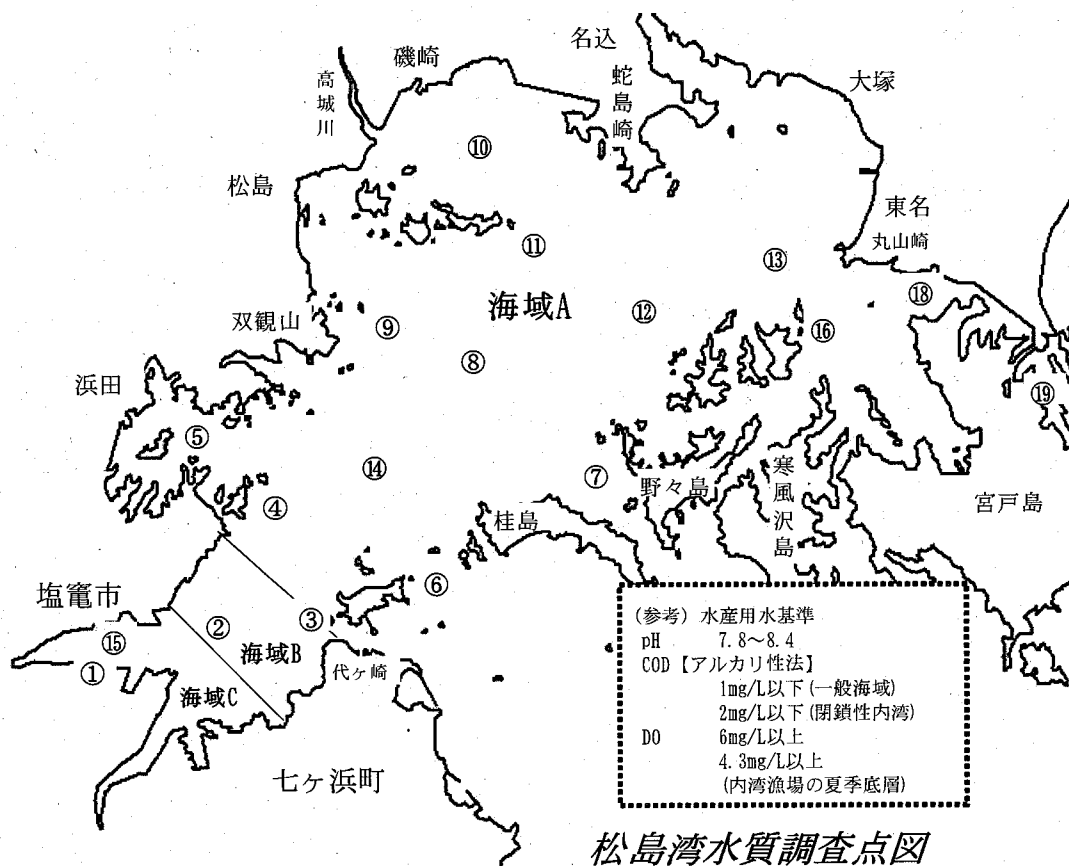 名込
磯崎
大塚
蛇島崎
高城川
⑩
松島
東名
丸山崎
⑪
⑬
⑱
海域A
⑫
双観山
⑨
⑯
⑧
浜田
⑲
⑤
⑭
⑦
野々島
寒風沢島
宮戸島
④
桂島
⑥
塩竈市
③
②
⑮
海域B
①
代ヶ崎
海域C
七ヶ浜町
(参考) 水産用水基準
pH 7.8～8.4
COD【アルカリ性法】
1mg/L以下(一般海域)
2mg/L以下(閉鎖性内湾)
DO 6mg/L以上
4.3mg/L以上
(内湾漁場の夏季底層)
松島湾水質調査点図